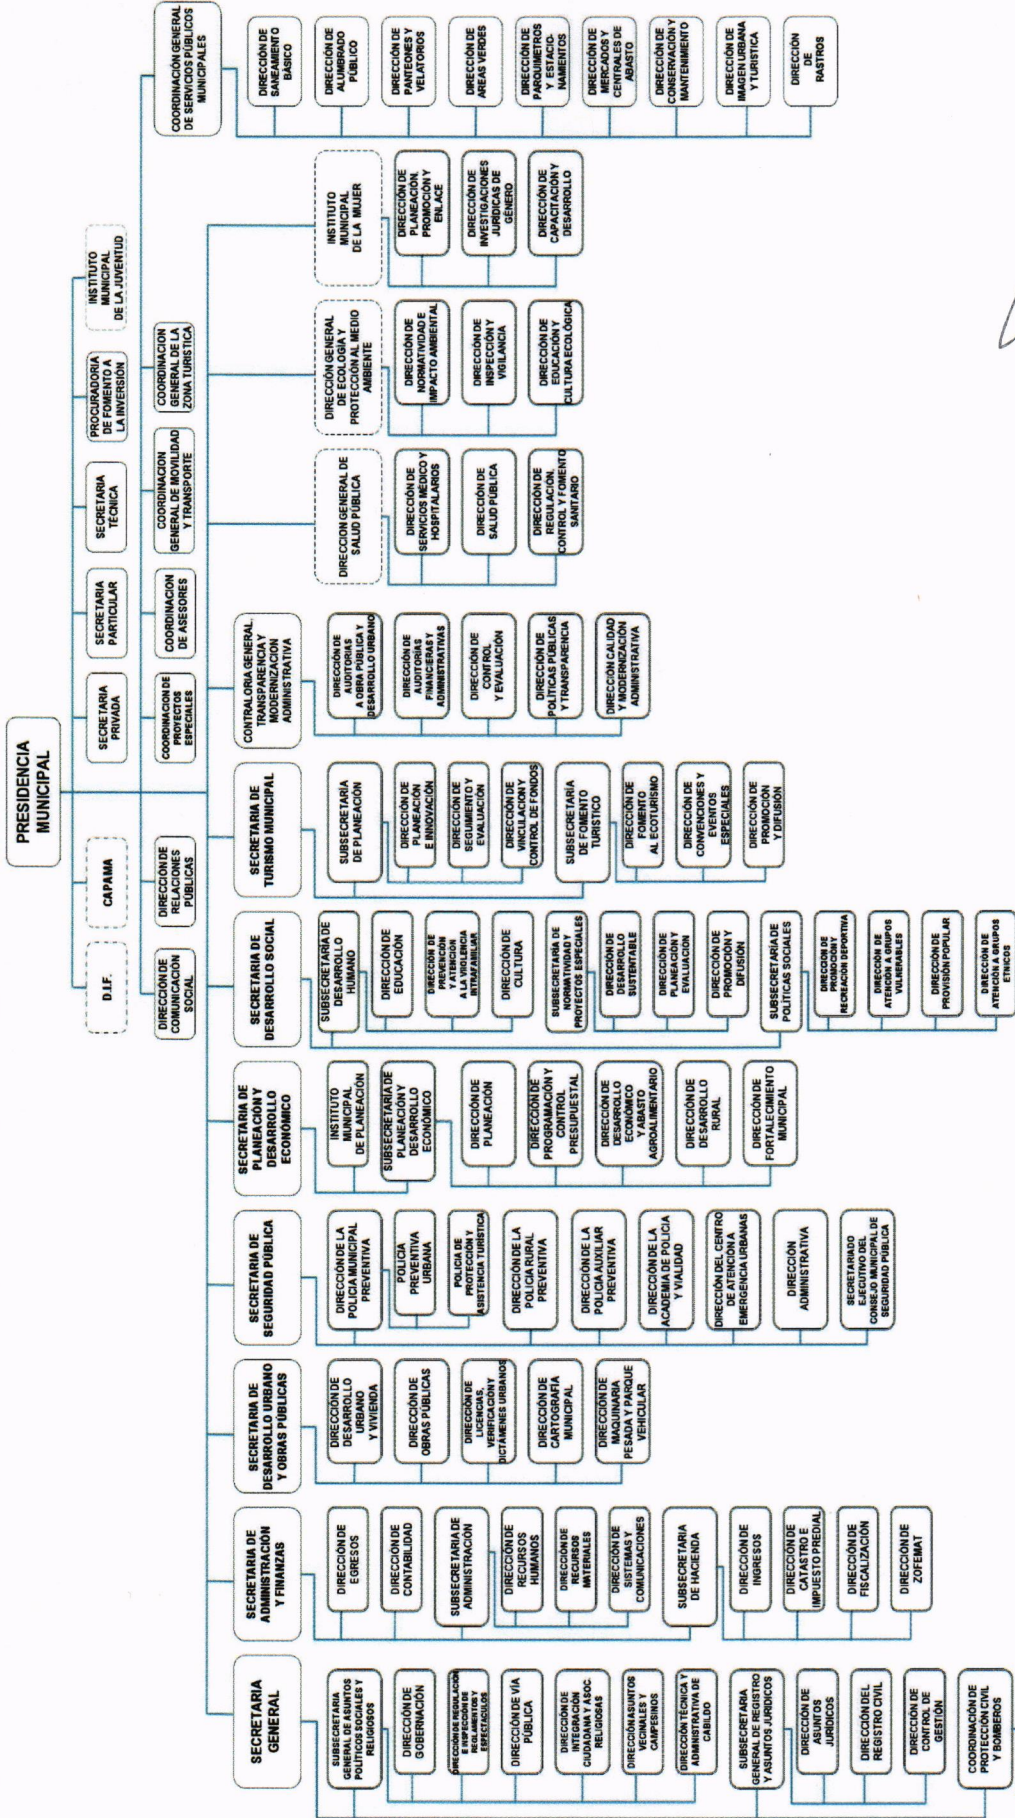 PRESIDENCIA
MUNICIPAL
D.I.F.
CAPAMA
SECRETARIA
PRIVADA
SECRETARIA
PARTICULAR
SECRETARIA
TÉCNICA
PROCURADORIA
DE FOMENTO A
LA INVERSIÓN
INSTITUTO
MUNICIPAL
DE LA JUVENTUD
DIRECCIÓN DE
COMUNICACIÓN
SOCIAL
DIRECCIÓN DE
RELACIONES
PÚBLICAS
COORDINACION DE
PROYECTOS
ESPECIALES
COORDINACION
DE ASESORES
COORDINACION
GENERAL DE MOVILIDAD
Y TRANSPORTE
COORDINACION
GENERAL DE LA
ZONA TURISTICA
COORDINACIÓN GENERAL
DE SERVICIOS PÚBLICOS
MUNICIPALES
DIRECCIÓN DE
SANEAMIENTO
BÁSICO
DIRECCIÓN DE
ALUMBRADO
PÚBLICO
DIRECCIÓN DE
PANTEONES Y
VELATORIOS
DIRECCIÓN DE
AREAS VERDES
DIRECCIÓN DE
PARQUIMETROS
Y ESTACIO-
NAMIENTOS
DIRECCIÓN DE
MERCADOS Y
CENTRALES DE
ABASTO
DIRECCIÓN DE
CONSERVACIÓN Y
MANTENIMIENTO
DIRECCIÓN DE
IMAGEN URBANA
Y TURISTICA
DIRECCIÓN
DE
RASTROS
SECRETARIA
GENERAL
SUBSECRETARIA
GENERAL DE ASUNTOS
POLÍTICOS SOCIALES Y
RELIGIOSOS
DIRECCIÓN DE
GOBERNACIÓN
DIRECCIÓN DE REGULACIÓN
E INSPECCIÓN DE
REGLAMENTOS Y
ESPECTACULOS
DIRECCIÓN DE VÍA
PÚBLICA
DIRECCIÓN DE
INTEGRACIÓN
CIUDADANA Y ASOC.
RELIGIOSAS
DIRECCIÓN ASUNTOS
VECINALES Y
CAMPESINOS
DIRECCIÓN TÉCNICA Y
ADMINISTRATIVA DE
CABILDO
SUBSECRETARIA
GENERAL DE REGISTRO
Y ASUNTOS JURIDICOS
DIRECCIÓN DE
ASUNTOS
JURÍDICOS
DIRECCIÓN DEL
REGISTRO CIVIL
DIRECCIÓN DE
CONTROL DE
GESTIÓN
COORDINACIÓN DE
PROTECCIÓN CIVIL
Y BOMBEROS
SECRETARIA DE
ADMINISTRACIÓN
Y FINANZAS
DIRECCIÓN DE
EGRESOS
DIRECCIÓN DE
CONTABILIDAD
SUBSECRETARIA DE
ADMINISTRACIÓN
DIRECCIÓN DE
RECURSOS
HUMANOS
DIRECCIÓN DE
RECURSOS
MATERIALES
DIRECCIÓN DE
SISTEMAS Y
COMUNICACIONES
SUBSECRETARIA
DE HACIENDA
DIRECCIÓN DE
INGRESOS
DIRECCIÓN DE
CATASTRO E
IMPUESTO PREDIAL
DIRECCIÓN DE
FISCALIZACIÓN
DIRECCIÓN DE
ZOFEMAT
SECRETARIA DE
DESARROLLO URBANO
Y OBRAS PÚBLICAS
DIRECCIÓN DE
DESARROLLO
URBANO
Y VIVIENDA
DIRECCIÓN DE
OBRAS PÚBLICAS
DIRECCIÓN DE
LICENCIAS,
VERIFICACIÓN Y
DICTÁMENES URBANOS
DIRECCIÓN DE
CARTOGRAFÍA
MUNICIPAL
DIRECCIÓN DE
MAQUINARIA
PESADA Y PARQUE
VEHICULAR
SECRETARIA DE
SEGURIDAD PÚBLICA
DIRECCIÓN DE LA
POLICIA MUNICIPAL
PREVENTIVA
POLICIA
PREVENTIVA
URBANA
POLICIA DE
PROTECCIÓN Y
ASISTENCIA TURÍSTICA
DIRECCIÓN DE LA
POLICIA RURAL
PREVENTIVA
DIRECCIÓN DE LA
POLICIA AUXILIAR
PREVENTIVA
DIRECCIÓN DE LA
ACADEMIA DE POLICIA
Y VIALIDAD
DIRECCIÓN DEL CENTRO
DE ATENCIÓN A
EMERGENCIA URBANAS
DIRECCIÓN
ADMINISTRATIVA
SECRETARIADO
EJECUTIVO DEL
CONSEJO MUNICIPAL DE
SEGURIDAD PÚBLICA
SECRETARIA DE
PLANEACIÓN Y
DESARROLLO
ECONÓMICO
INSTITUTO
MUNICIPAL
DE PLANEACIÓN
SUBSECRETARÍA DE
PLANEACIÓN Y
DESARROLLO
ECONÓMICO
DIRECCIÓN DE
PLANEACIÓN
DIRECCIÓN DE
PROGRAMACIÓN Y
CONTROL
PRESUPUESTAL
DIRECCIÓN DE
DESARROLLO
ECONÓMICO
Y ABASTO
AGROALIMENTARIO
DIRECCIÓN DE
DESARROLLO
RURAL
DIRECCIÓN DE
FORTALECIMIENTO
MUNICIPAL
SECRETARIA DE
DESARROLLO SOCIAL
SUBSECRETARIA DE
DESARROLLO
HUMANO
DIRECCIÓN DE
EDUCACIÓN
DIRECCIÓN DE
PREVENCIÓN
Y ATENCIÓN
A LA VIOLENCIA
INTRAFAMILIAR
DIRECCIÓN DE
CULTURA
SUBSECRETARÍA DE
NORMATIVIDAD Y
PROYECTOS ESPECIALES
DIRECCIÓN DE
DESARROLLO
SUSTENTABLE
DIRECCIÓN DE
PLANEACIÓN Y
EVALUACION
DIRECCIÓN DE
PROMOCIÓN Y
DIFUSIÓN
SUBSECRETARÍA DE
POLÍTICAS SOCIALES
DIRECCIÓN DE
PROMOCIÓN Y
RECREACIÓN DEPORTIVA
DIRECCIÓN DE
ATENCIÓN A GRUPOS
VULNERABLES
DIRECCIÓN DE
PROVISIÓN POPULAR
DIRECCIÓN DE
ATENCIÓN A GRUPOS
ETNICOS
SECRETARIA DE
TURISMO MUNICIPAL
SUBSECRETARÍA
DE PLANEACIÓN
DIRECCIÓN DE
PLANEACIÓN
E INNOVACIÓN
DIRECCIÓN DE
SEGUIMIENTO Y
EVALUACIÓN
DIRECCIÓN DE
VINCULACION Y
CONTROL DE FONDOS
SUBSECRETARÍA
DE FOMENTO
TURISTICO
DIRECCIÓN DE
FOMENTO
AL ECOTURÍSMO
DIRECCIÓN DE
CONVENCIONES Y
EVENTOS
ESPECIALES
DIRECCIÓN DE
PROMOCIÓN
Y DIFUSIÓN
CONTRALORIA GENERAL,
TRANSPARENCIA Y
MODERNIZACION
ADMINISTRATIVA
DIRECCIÓN DE
AUDITORIAS
A OBRA PÚBLICA Y
DESARROLLO URBANO
DIRECCIÓN DE
AUDITORÍAS
FINANCIERAS Y
ADMINISTRATIVAS
DIRECCIÓN DE
CONTROL
Y EVALUACIÓN
DIRECCIÓN DE
POLÍTICAS PÚBLICAS
Y TRANSPARENCIA
DIRECCIÓN CALIDAD
Y MODERNIZACIÓN
ADMINISTRATIVA
DIRECCION GENERAL DE
SALUD PÚBLICA
DIRECCIÓN DE
SERVICIOS MÉDICO Y
HOSPITALARIOS
DIRECCIÓN DE
SALUD PÚBLICA
DIRECCIÓN DE
REGULACIÓN,
CONTROL Y FOMENTO
SANITARIO
DIRECCIÓN GENERAL
DE ECOLOGÍA Y
PROTECCIÓN AL MEDIO
AMBIENTE
DIRECCIÓN DE
NORMATIVIDAD E
IMPACTO AMBIENTAL
DIRECCIÓN DE
INSPECCIÓN Y
VIGILANCIA
DIRECCIÓN DE
EDUCACIÓN Y
CULTURA ECOLÓGICA
INSTITUTO
MUNICIPAL
DE LA MUJER
DIRECCIÓN DE
PLANEACIÓN,
PROMOCIÓN Y
ENLACE
DIRECCIÓN DE
INVESTIGACIONES
JURÍDICAS DE
GÉNERO
DIRECCIÓN DE
CAPACITACIÓN Y
DESARROLLO